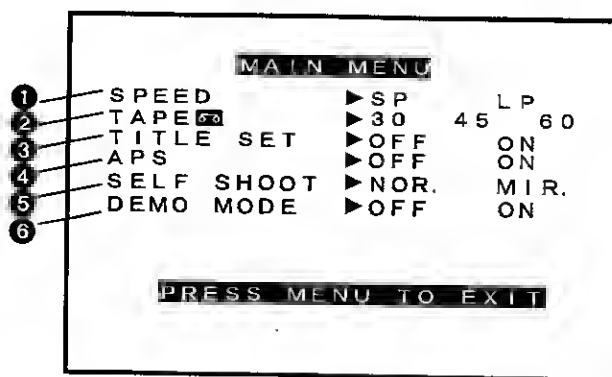 MAIN MENU
1 SPEED ▶SP LP
2 TAPE ▶30 45 60
3 TITLE SET ▶OFF ON
4 APS ▶OFF ON
5 SELF SHOOT ▶NOR. MIR.
6 DEMO MODE ▶OFF ON
PRESS MENU TO EXIT